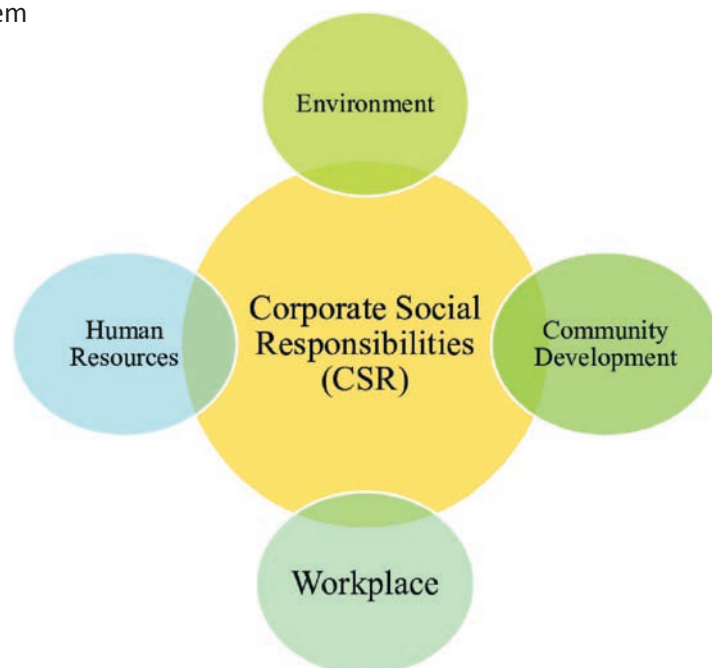 em
Environment
Corporate Social
Responsibilities
(CSR)
Human
Resources
Community
Development
Workplace